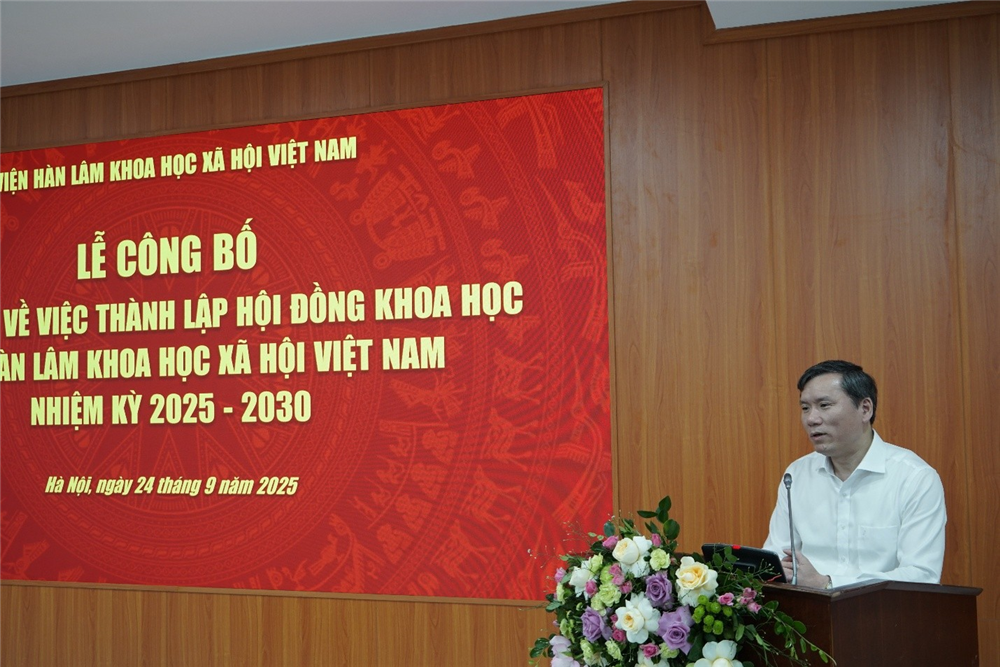 VIỆN HÀN LÂM KHOA HỌC XÃ HỘI VIỆT NAM
LỄ CÔNG BỐ
VỀ VIỆC THÀNH LẬP HỘI ĐỒNG KHOA HỌC
LÂM KHOA HỌC XÃ HỘI VIỆT NAM
NHIỆM KỲ 2025 - 2030
Hà Nội, ngày 24 tháng 9 năm 2025